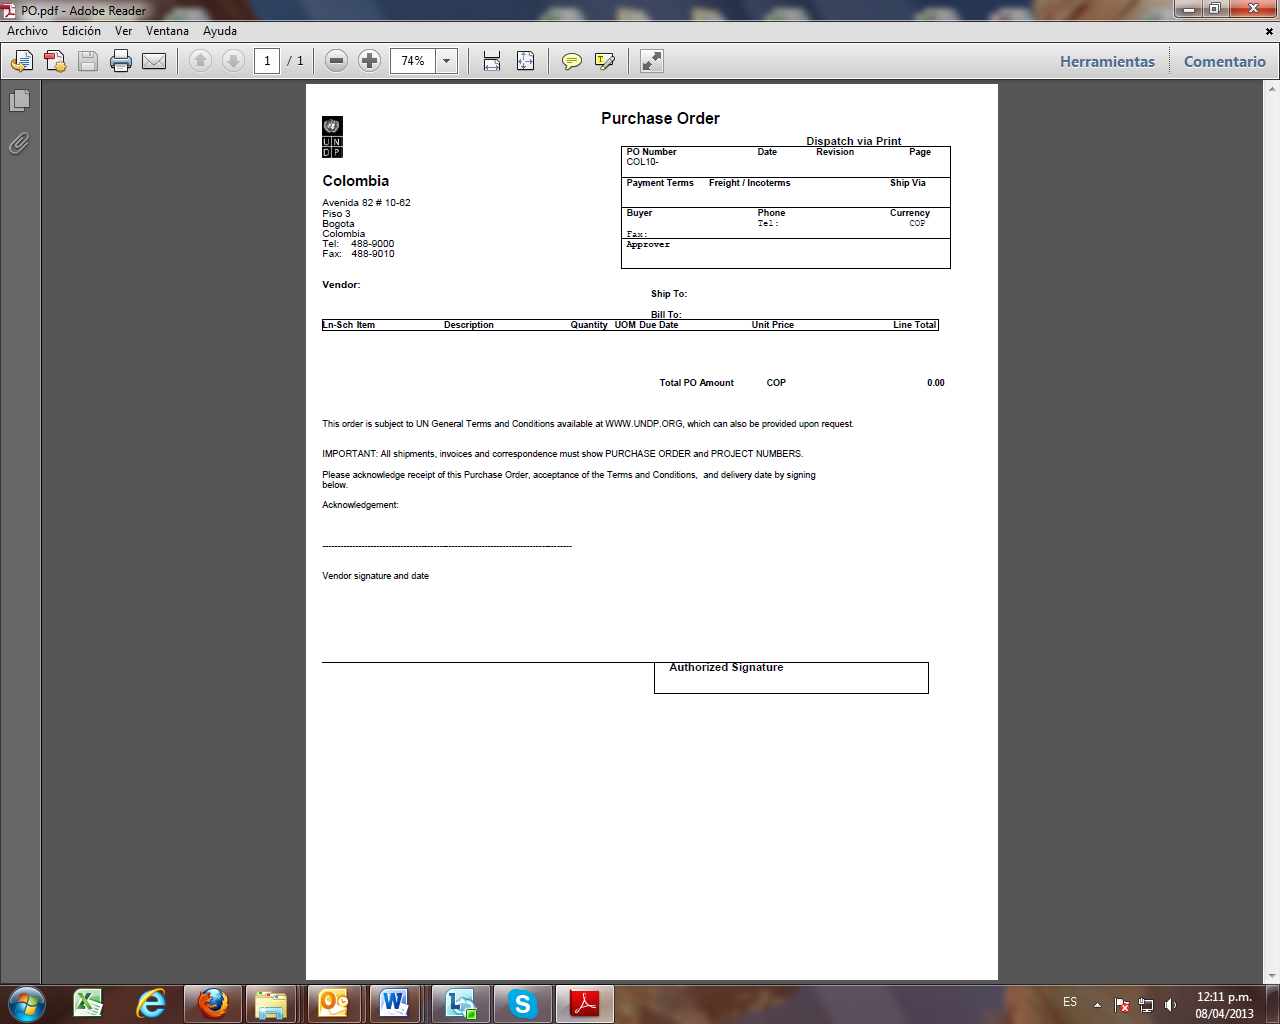 PO.pdf - Adobe Reader
Archivo Edición Ver Ventana Ayuda
1 / 1 74% Herramientas Comentario
Purchase Order
UN
DP
Dispatch via Print
PO Number Date Revision Page
COL10-
Payment Terms Freight / Incoterms Ship Via
Buyer Phone Currency
Tel: COP
Fax:
Approver
Colombia
Avenida 82 # 10-62
Piso 3
Bogota
Colombia
Tel: 488-9000
Fax: 488-9010
Vendor:
Ship To:
Bill To:
Ln-Sch Item Description Quantity UOM Due Date Unit Price Line Total
Total PO Amount COP 0.00
This order is subject to UN General Terms and Conditions available at WWW.UNDP.ORG, which can also be provided upon request.
IMPORTANT: All shipments, invoices and correspondence must show PURCHASE ORDER and PROJECT NUMBERS.
Please acknowledge receipt of this Purchase Order, acceptance of the Terms and Conditions, and delivery date by signing
below.
Acknowledgement:
Vendor signature and date
Authorized Signature
ES 12:11 p.m.
08/04/2013